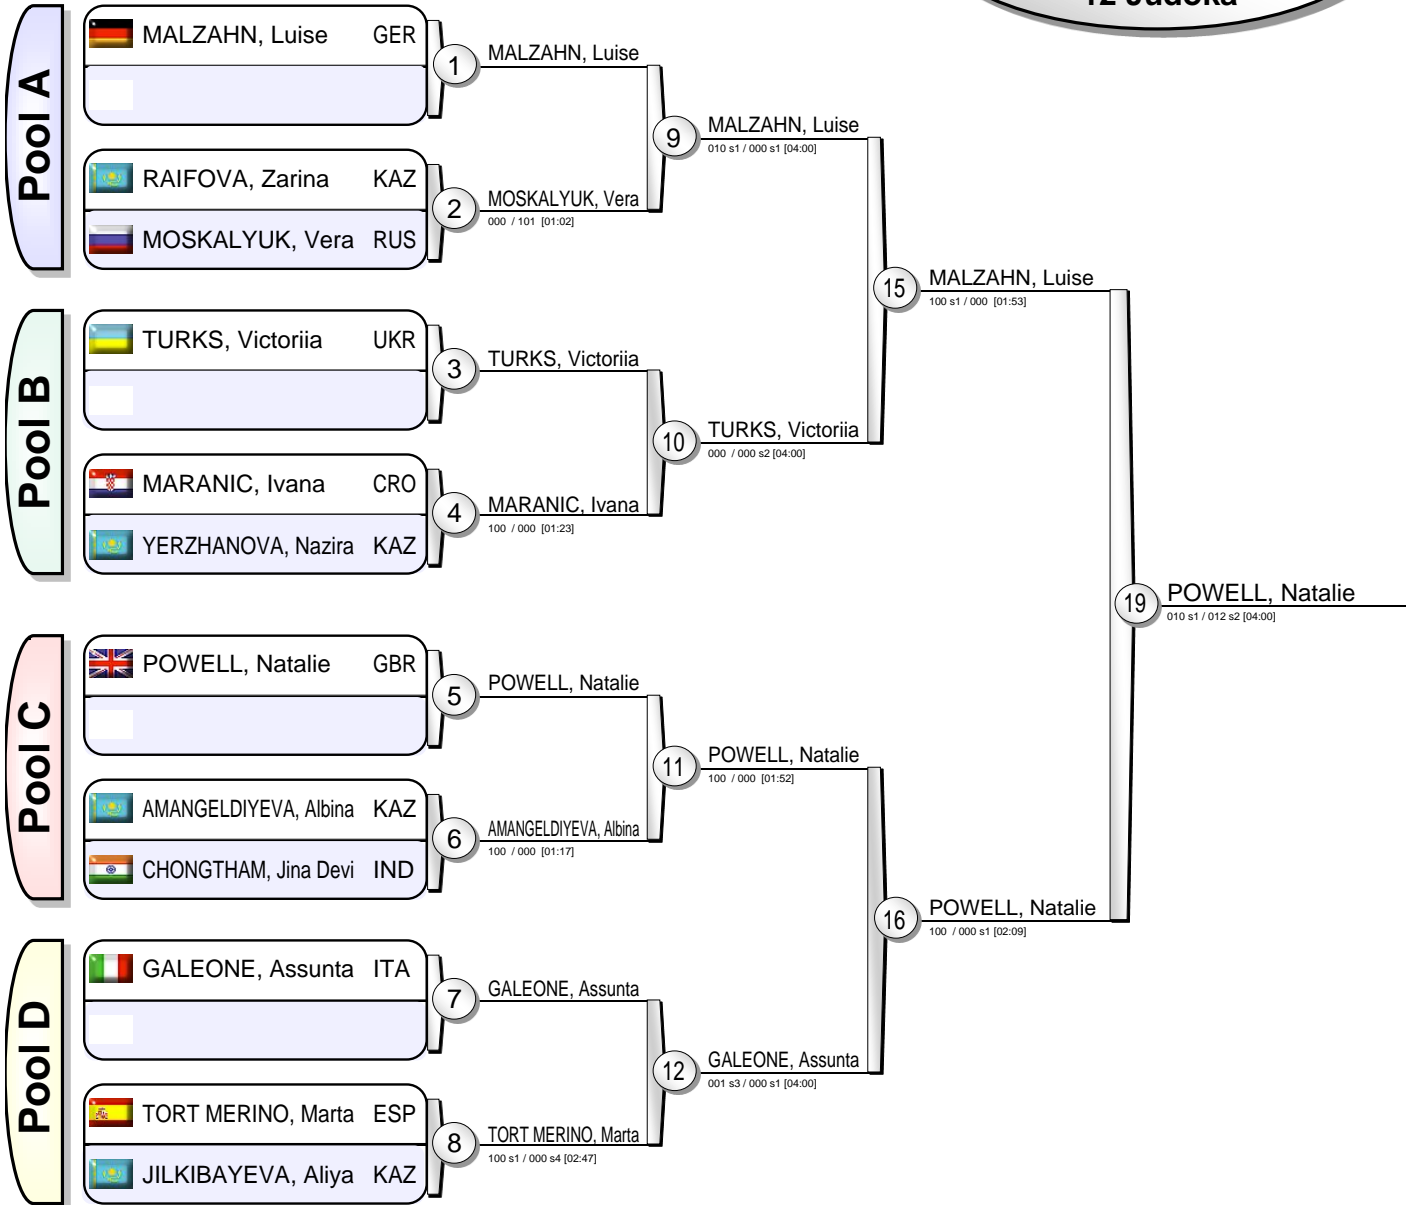 12 Judoka
Pool A
MALZAHN, Luise GER
1
MALZAHN, Luise
RAIFOVA, Zarina KAZ
MOSKALYUK, Vera RUS
2
MOSKALYUK, Vera
000 / 101 [01:02]
9
MALZAHN, Luise
010 s1 / 000 s1 [04:00]
Pool B
TURKS, Victoriia UKR
3
TURKS, Victoriia
MARANIC, Ivana CRO
YERZHANOVA, Nazira KAZ
4
MARANIC, Ivana
100 / 000 [01:23]
10
TURKS, Victoriia
000 / 000 s2 [04:00]
15
MALZAHN, Luise
100 s1 / 000 [01:53]
Pool C
POWELL, Natalie GBR
5
POWELL, Natalie
AMANGELDIYEVA, Albina KAZ
CHONGTHAM, Jina Devi IND
6
AMANGELDIYEVA, Albina
100 / 000 [01:17]
11
POWELL, Natalie
100 / 000 [01:52]
Pool D
GALEONE, Assunta ITA
7
GALEONE, Assunta
TORT MERINO, Marta ESP
JILKIBAYEVA, Aliya KAZ
8
TORT MERINO, Marta
100 s1 / 000 s4 [02:47]
12
GALEONE, Assunta
001 s3 / 000 s1 [04:00]
16
POWELL, Natalie
100 / 000 s1 [02:09]
19
POWELL, Natalie
010 s1 / 012 s2 [04:00]